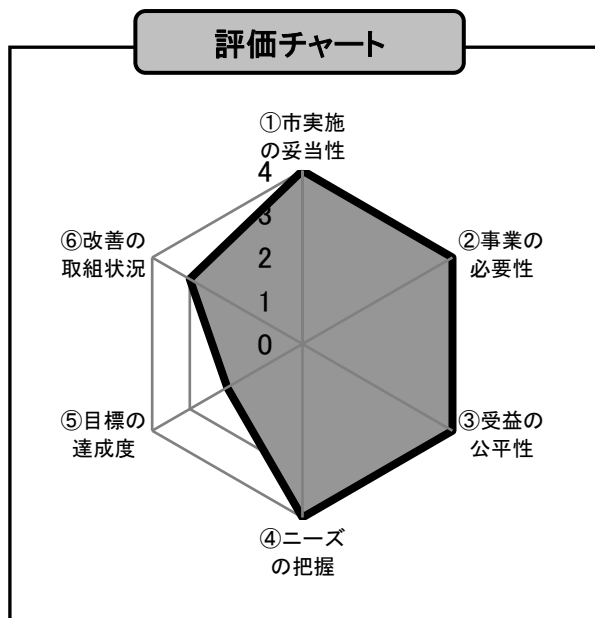 評価チャート
①市実施
の妥当性
4
3
2
1
0
②事業の
必要性
③受益の
公平性
④ニーズ
の把握
⑤目標の
達成度
⑥改善の
取組状況